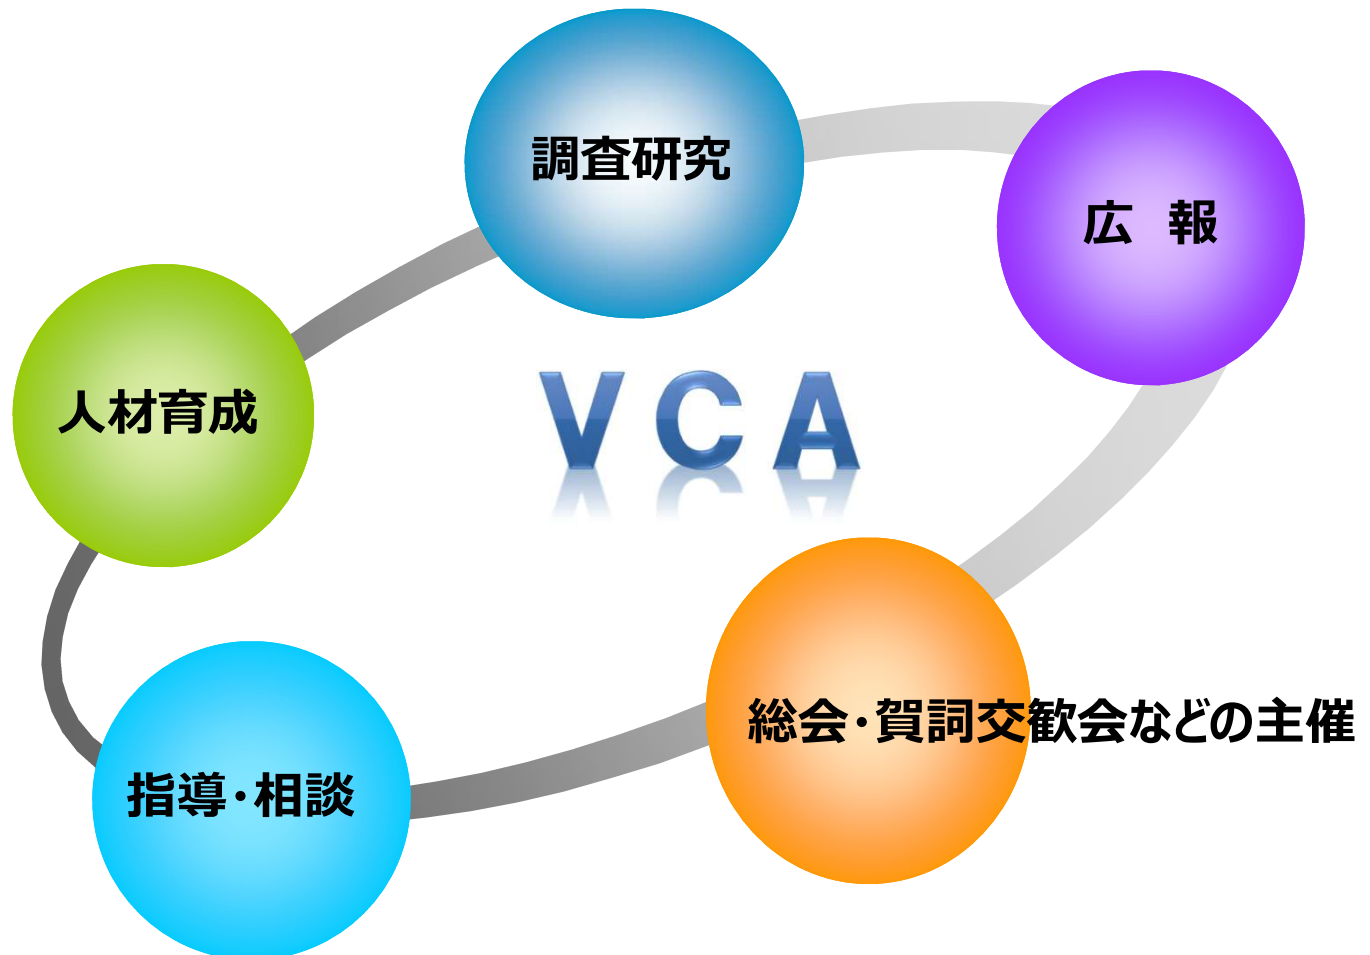 調査研究
広　報
人材育成
VCA
総会・賀詞交歓会などの主催
指導・相談